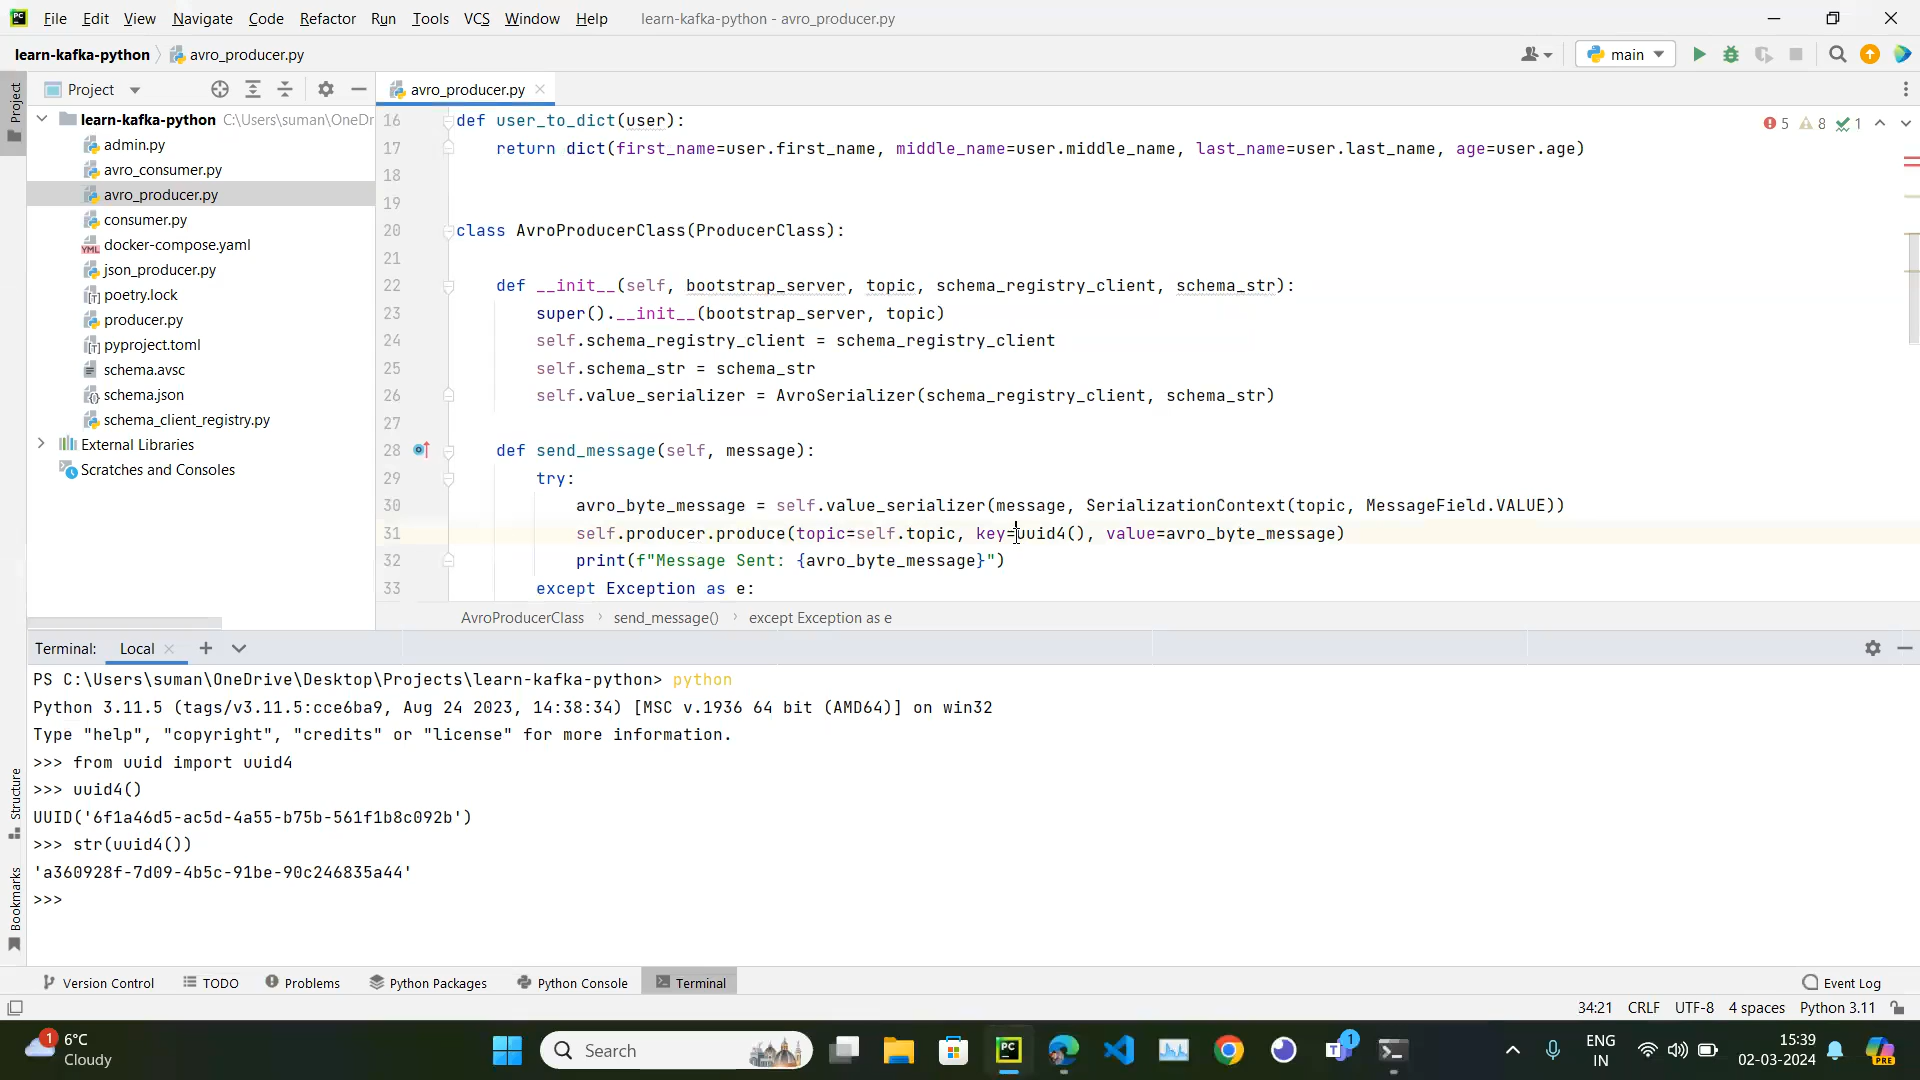 File Edit View Navigate Code Refactor Run Tools VCS Window Help learn-kafka-python - avro_producer.py
learn-kafka-python avro_producer.py main
Project avro_producer.py
Project
learn-kafka-python C:\Users\suman\OneDr
admin.py
avro_consumer.py
avro_producer.py
consumer.py
docker-compose.yaml
json_producer.py
poetry.lock
producer.py
pyproject.toml
schema.avsc
schema.json
schema_client_registry.py
External Libraries
Scratches and Consoles
5 8 1
16 def user_to_dict(user):
17 return dict(first_name=user.first_name, middle_name=user.middle_name, last_name=user.last_name, age=user.age)
18
19
20 class AvroProducerClass(ProducerClass):
21
22 def __init__(self, bootstrap_server, topic, schema_registry_client, schema_str):
23 super().__init__(bootstrap_server, topic)
24 self.schema_registry_client = schema_registry_client
25 self.schema_str = schema_str
26 self.value_serializer = AvroSerializer(schema_registry_client, schema_str)
27
28 def send_message(self, message):
29 try:
30 avro_byte_message = self.value_serializer(message, SerializationContext(topic, MessageField.VALUE))
31 self.producer.produce(topic=self.topic, key=uuid4(), value=avro_byte_message)
32 print(f"Message Sent: {avro_byte_message}")
33 except Exception as e:
AvroProducerClass send_message() except Exception as e
Terminal: Local
PS C:\Users\suman\OneDrive\Desktop\Projects\learn-kafka-python> python
Python 3.11.5 (tags/v3.11.5:cce6ba9, Aug 24 2023, 14:38:34) [MSC v.1936 64 bit (AMD64)] on win32
Type "help", "copyright", "credits" or "license" for more information.
>>> from uuid import uuid4
>>> uuid4()
UUID('6f1a46d5-ac5d-4a55-b75b-561f1b8c092b')
>>> str(uuid4())
'a360928f-7d09-4b5c-91be-90c246835a44'
>>>
Structure
Bookmarks
Version Control TODO Problems Python Packages Python Console Terminal Event Log
34:21 CRLF UTF-8 4 spaces Python 3.11
1 6°C
Cloudy
Search
1
ENG
IN
15:39
02-03-2024
PRE